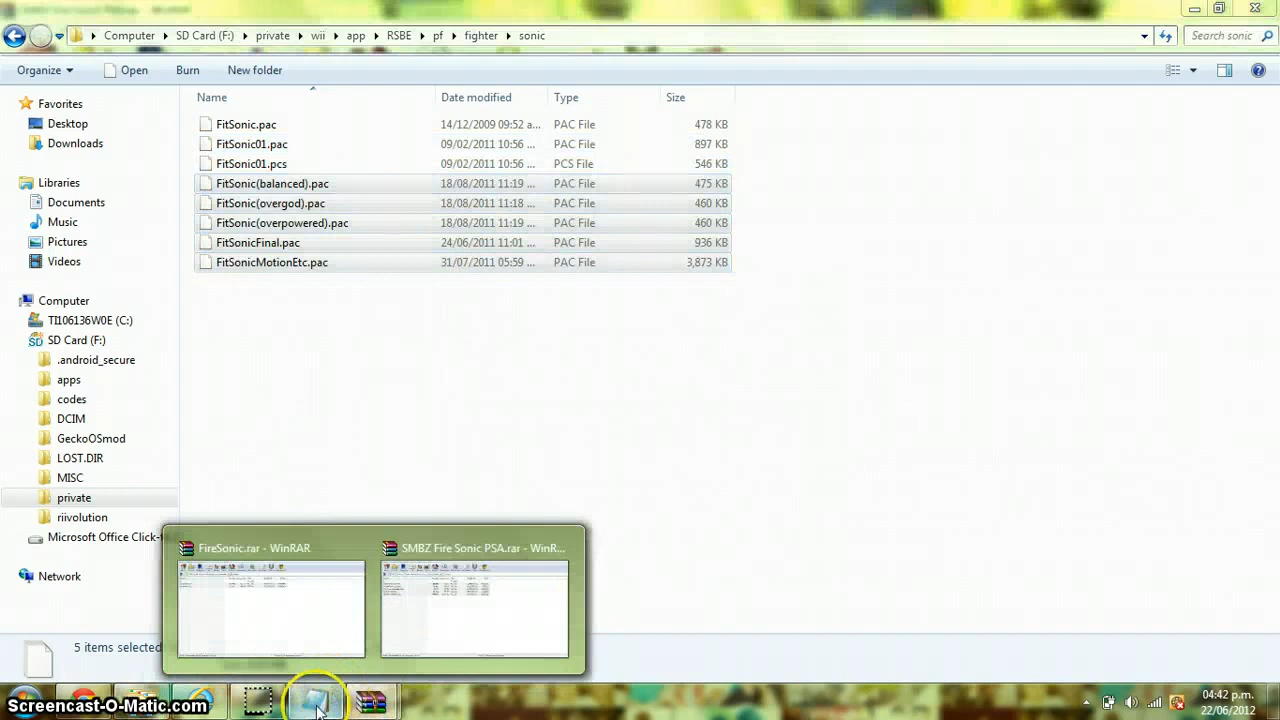 Computer SD Card (F:) private wii app RSBE pf fighter sonic Search sonic
Organize Open Burn New folder
Name Date modified Type Size
FitSonic.pac 14/12/2009 09:52 a... PAC File 478 KB
FitSonic01.pac 09/02/2011 10:56 ... PAC File 897 KB
FitSonic01.pcs 09/02/2011 10:56 ... PCS File 546 KB
FitSonic(balanced).pac 18/08/2011 11:19 ... PAC File 475 KB
FitSonic(overgod).pac 18/08/2011 11:18 ... PAC File 460 KB
FitSonic(overpowered).pac 18/08/2011 11:19 ... PAC File 460 KB
FitSonicFinal.pac 24/06/2011 11:01 ... PAC File 936 KB
FitSonicMotionEtc.pac 31/07/2011 05:59 ... PAC File 3,873 KB
Favorites
Desktop
Downloads
Libraries
Documents
Music
Pictures
Videos
Computer
TI106136W0E (C:)
SD Card (F:)
.android_secure
apps
codes
DCIM
GeckoOSmod
LOST.DIR
MISC
private
riivolution
Microsoft Office Click-t
Network
FireSonic.rar - WinRAR
SMBZ Fire Sonic PSA.rar - WinR...
5 items selected
Screencast-O-Matic.com
04:42 p.m.
22/06/2012